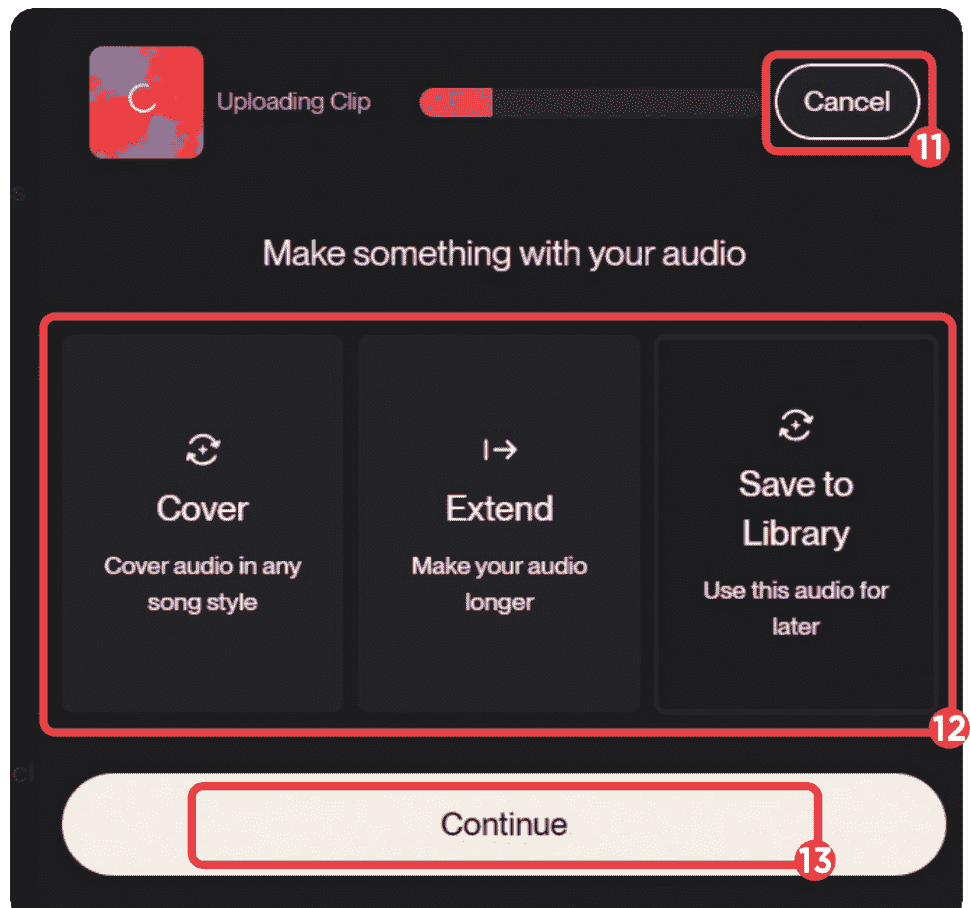 Uploading Clip
Cancel
11
s
Make something with your audio
Cover
Cover audio in any
song style
Extend
Make your audio
longer
Save to
Library
Use this audio for
later
12
cl
Continue
13